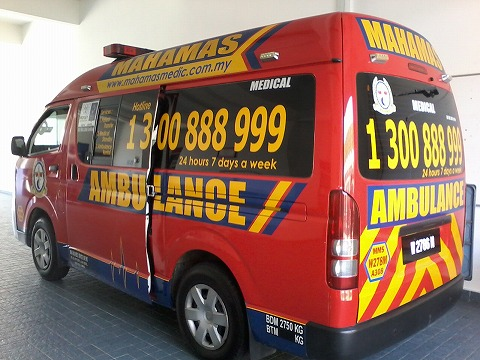 MAHAMAS
www.mahamasmedic.com.my
Hotline
1 300 888 999
24 hours 7 days a week
MEDICAL
AMBULANCE
BDM 2750 KG
BTM KG
MAHAMAS
MEDICAL
1 300 888 999
24 hours 7 days a week
AMBULANCE
MMS